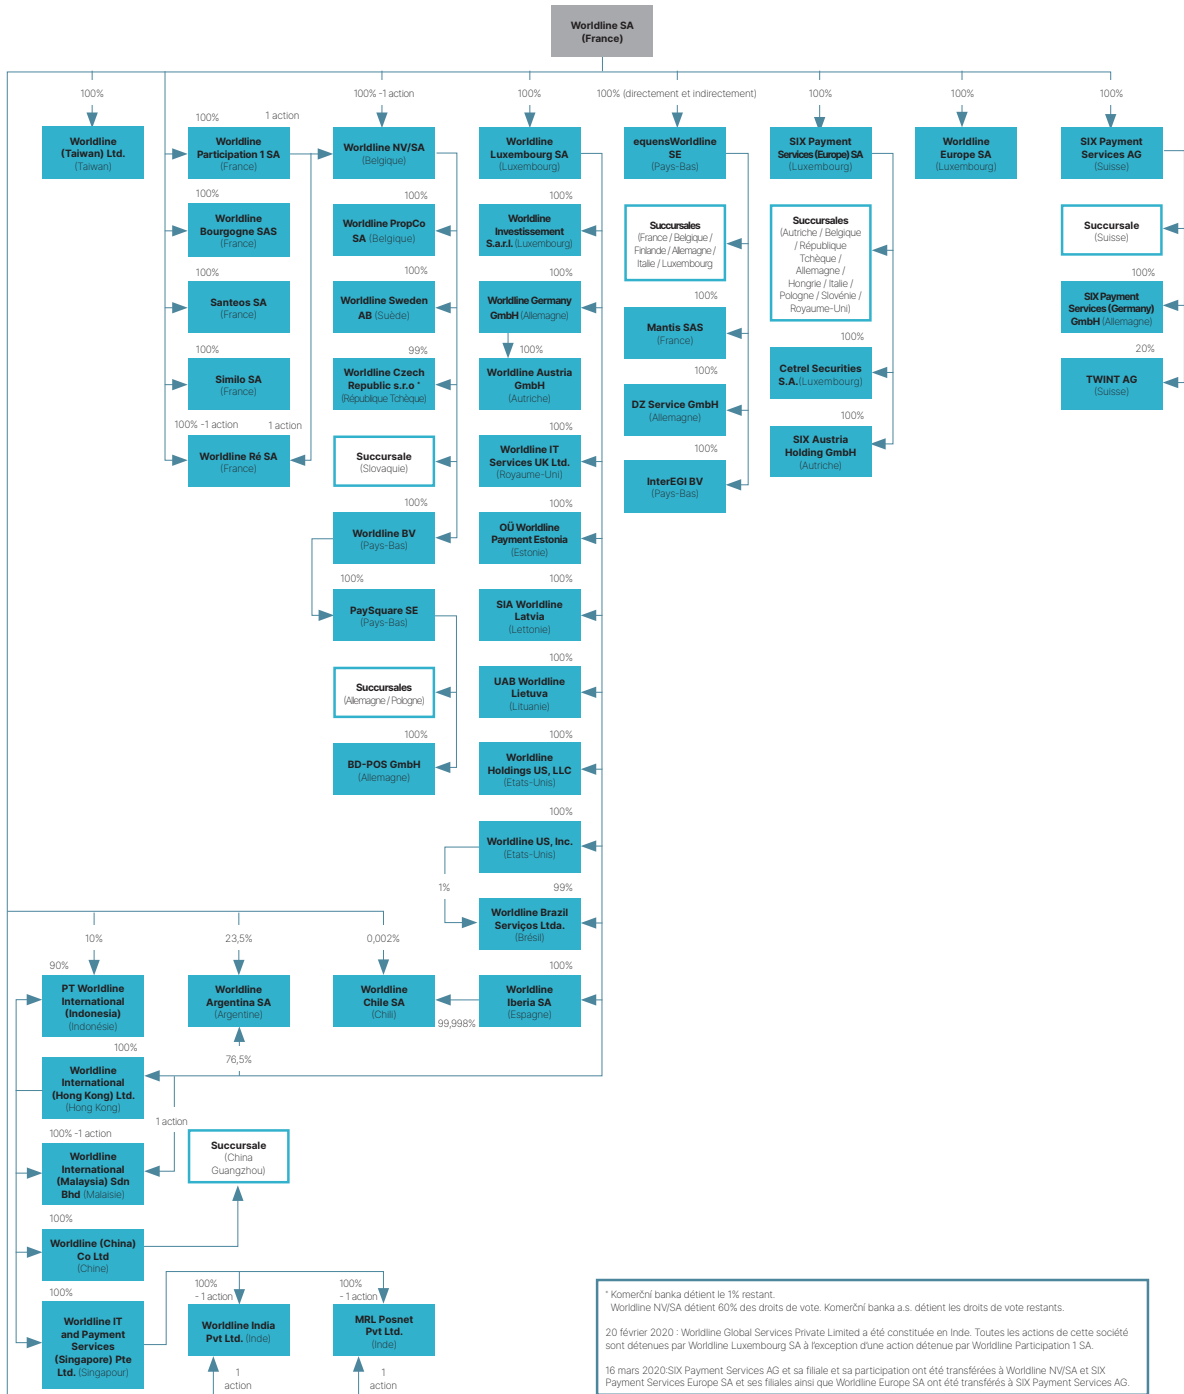 Worldline SA
(France)
100%
100% -1 action
100%
100% (directement et indirectement)
100%
100%
100%
Worldline
(Taiwan) Ltd.
(Taiwan)
100%
1 action
Worldline
Participation 1 SA
(France)
Worldline NV/SA
(Belgique)
Worldline
Luxembourg SA
(Luxembourg)
equensWorldline
SE
(Pays-Bas)
SIX Payment
Services (Europe) SA
(Luxembourg)
Worldline
Europe SA
(Luxembourg)
SIX Payment
Services AG
(Suisse)
100%
Worldline
Bourgogne SAS
(France)
100%
Santeos SA
(France)
100%
Similo SA
(France)
100% -1 action
1 action
Worldline Ré SA
(France)
100%
Worldline PropCo
SA (Belgique)
100%
Worldline Sweden
AB (Suède)
99%
Worldline Czech
Republic s.r.o *
(République Tchèque)
Succursale
(Slovaquie)
100%
Worldline BV
(Pays-Bas)
100%
PaySquare SE
(Pays-Bas)
Succursales
(Allemagne / Pologne)
100%
BD-POS GmbH
(Allemagne)
100%
Worldline
Investissement
S.a.r.l. (Luxembourg)
100%
Worldline Germany
GmbH (Allemagne)
100%
Worldline Austria
GmbH
(Autriche)
100%
Worldline IT
Services UK Ltd.
(Royaume-Uni)
100%
OÜ Worldline
Payment Estonia
(Estonie)
100%
SIA Worldline
Latvia
(Lettonie)
100%
UAB Worldline
Lietuva
(Lituanie)
100%
Worldline
Holdings US, LLC
(Etats-Unis)
100%
Worldline US, Inc.
(Etats-Unis)
1%
99%
Worldline Brazil
Serviços Ltda.
(Brésil)
100%
Worldline
Iberia SA
(Espagne)
Succursales
(France / Belgique /
Finlande / Allemagne /
Italie / Luxembourg
100%
Mantis SAS
(France)
100%
DZ Service GmbH
(Allemagne)
100%
InterEGI BV
(Pays-Bas)
Succursales
(Autriche / Belgique
/ République
Tchèque /
Allemagne /
Hongrie / Italie /
Pologne / Slovénie /
Royaume-Uni)
100%
Cetrel Securities
S.A.(Luxembourg)
100%
SIX Austria
Holding GmbH
(Autriche)
Succursale
(Suisse)
100%
SIX Payment
Services (Germany)
GmbH (Allemagne)
20%
TWINT AG
(Suisse)
10%
23,5%
0,002%
90%
PT Worldline
International
(Indonesia)
(Indonésie)
Worldline
Argentina SA
(Argentine)
Worldline
Chile SA
(Chili)
99,998%
76,5%
100%
Worldline
International
(Hong Kong) Ltd.
(Hong Kong)
1 action
100% -1 action
Worldline
International
(Malaysia) Sdn
Bhd (Malaisie)
Succursale
(China
Guangzhou)
100%
Worldline (China)
Co Ltd
(Chine)
100%
Worldline IT
and Payment
Services
(Singapore) Pte
Ltd. (Singapour)
100%
- 1 action
Worldline India
Pvt Ltd. (Inde)
1
action
100%
- 1 action
MRL Posnet
Pvt Ltd.
(Inde)
1
action
* Komerční banka détient le 1% restant.
Worldline NV/SA détient 60% des droits de vote. Komerční banka a.s. détient les droits de vote restants.
20 février 2020 : Worldline Global Services Private Limited a été constituée en Inde. Toutes les actions de cette société
sont détenues par Worldline Luxembourg SA à l'exception d'une action détenue par Worldline Participation 1 SA.
16 mars 2020:SIX Payment Services AG et sa filiale et sa participation ont été transférées à Worldline NV/SA et SIX
Payment Services Europe SA et ses filiales ainsi que Worldline Europe SA ont été transférés à SIX Payment Services AG.